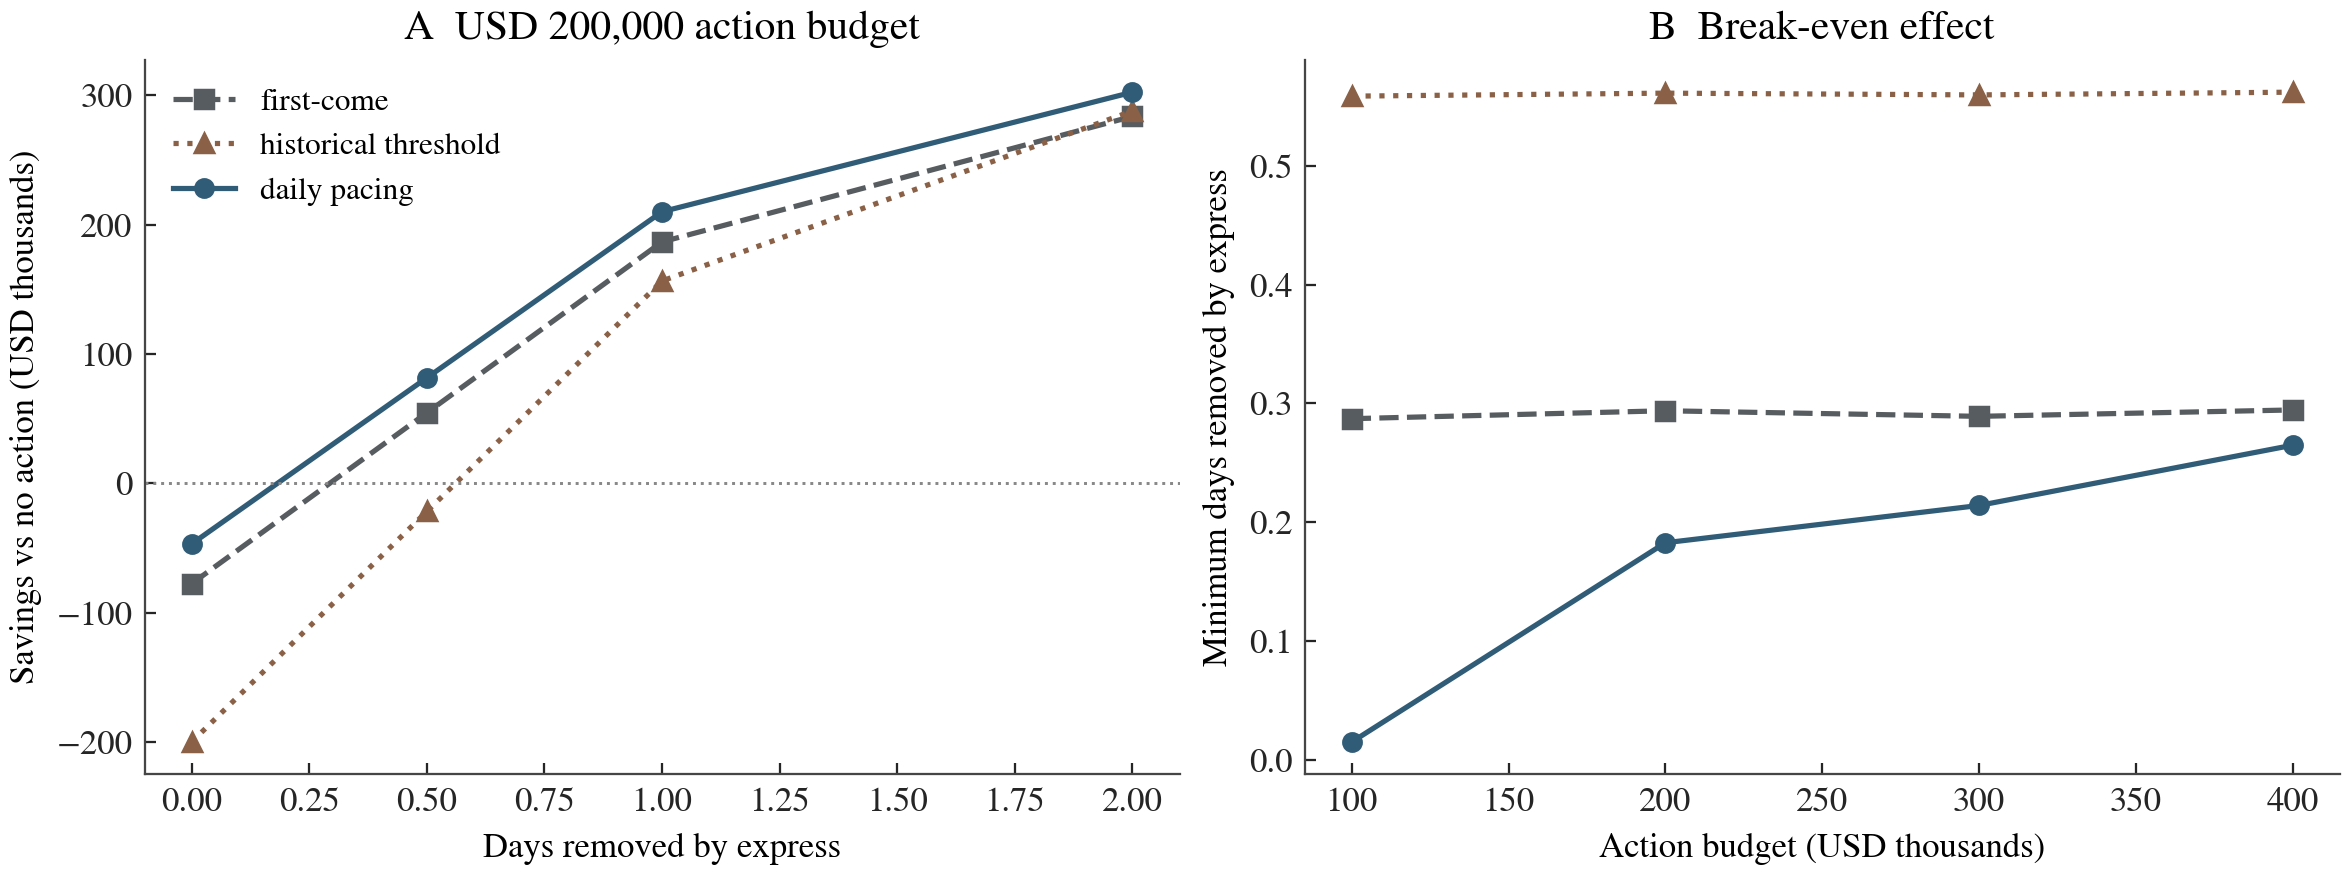 A  USD 200,000 action budget
Savings vs no action (USD thousands)
300
200
100
0
−100
−200
first-come
historical threshold
daily pacing
0.00 0.25 0.50 0.75 1.00 1.25 1.50 1.75 2.00
Days removed by express
B  Break-even effect
Minimum days removed by express
0.5
0.4
0.3
0.2
0.1
0.0
100 150 200 250 300 350 400
Action budget (USD thousands)